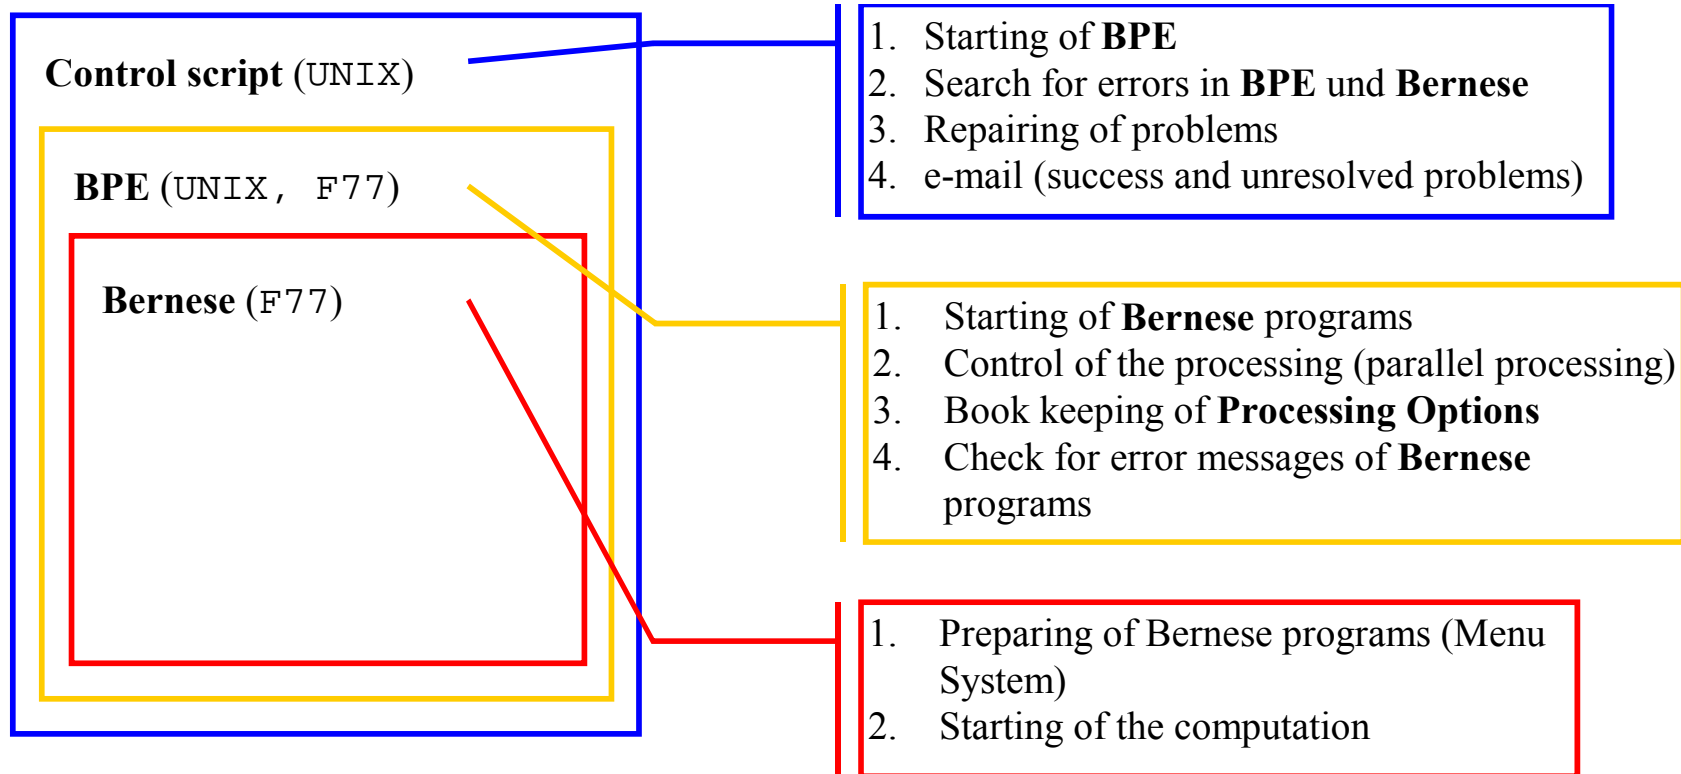 Control script (UNIX)
BPE (UNIX, F77)
Bernese (F77)
1. Starting of BPE
2. Search for errors in BPE und Bernese
3. Repairing of problems
4. e-mail (success and unresolved problems)
1. Starting of Bernese programs
2. Control of the processing (parallel processing)
3. Book keeping of Processing Options
4. Check for error messages of Bernese
programs
1. Preparing of Bernese programs (Menu
System)
2. Starting of the computation